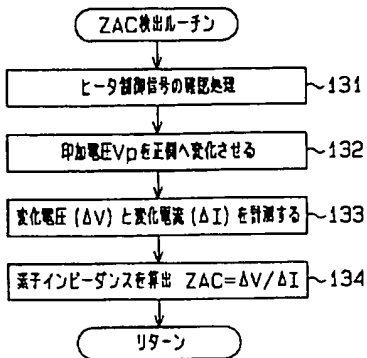 ZAC検出ルーチン
ヒータ制御信号の確認処理
131
印加電圧Vpを正側へ変化させる
132
変化電圧(ΔV)と変化電流(ΔI)を計測する
133
素子インピーダンスを算出 ZAC=ΔV/ΔI
134
リターン